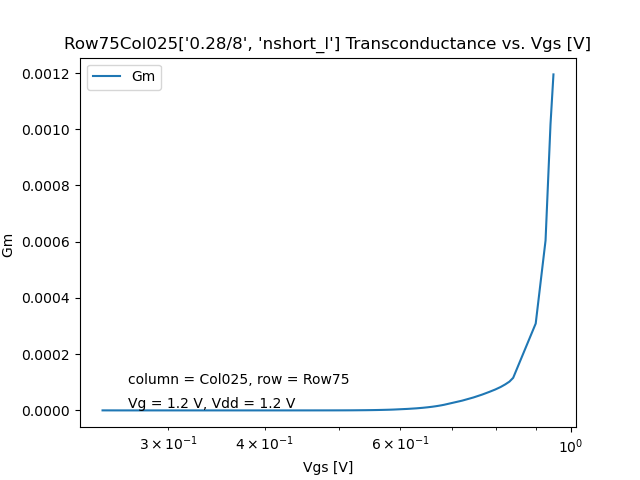 Row75Col025['0.28/8', 'nshort_l'] Transconductance vs. Vgs [V]
Gm
0.0012
0.0010
0.0008
0.0006
0.0004
0.0002
0.0000
Gm
column = Col025, row = Row75
Vg = 1.2 V, Vdd = 1.2 V
3 × 10⁻¹
4 × 10⁻¹
6 × 10⁻¹
10⁰
Vgs [V]